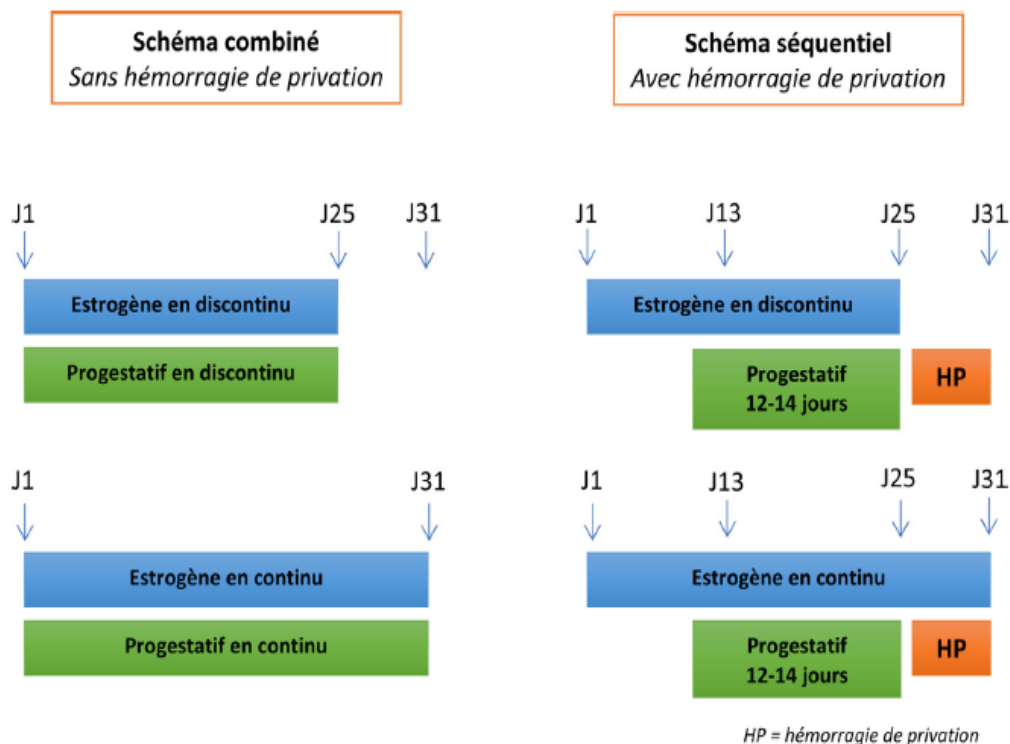 Schéma combiné
Sans hémorragie de privation
Schéma séquentiel
Avec hémorragie de privation
J1
J25
J31
Estrogène en discontinu
Progestatif en discontinu
J1
J13
J25
J31
Estrogène en discontinu
Progestatif
12-14 jours
HP
J1
J31
Estrogène en continu
Progestatif en continu
J1
J13
J25
J31
Estrogène en continu
Progestatif
12-14 jours
HP
HP = hémorragie de privation